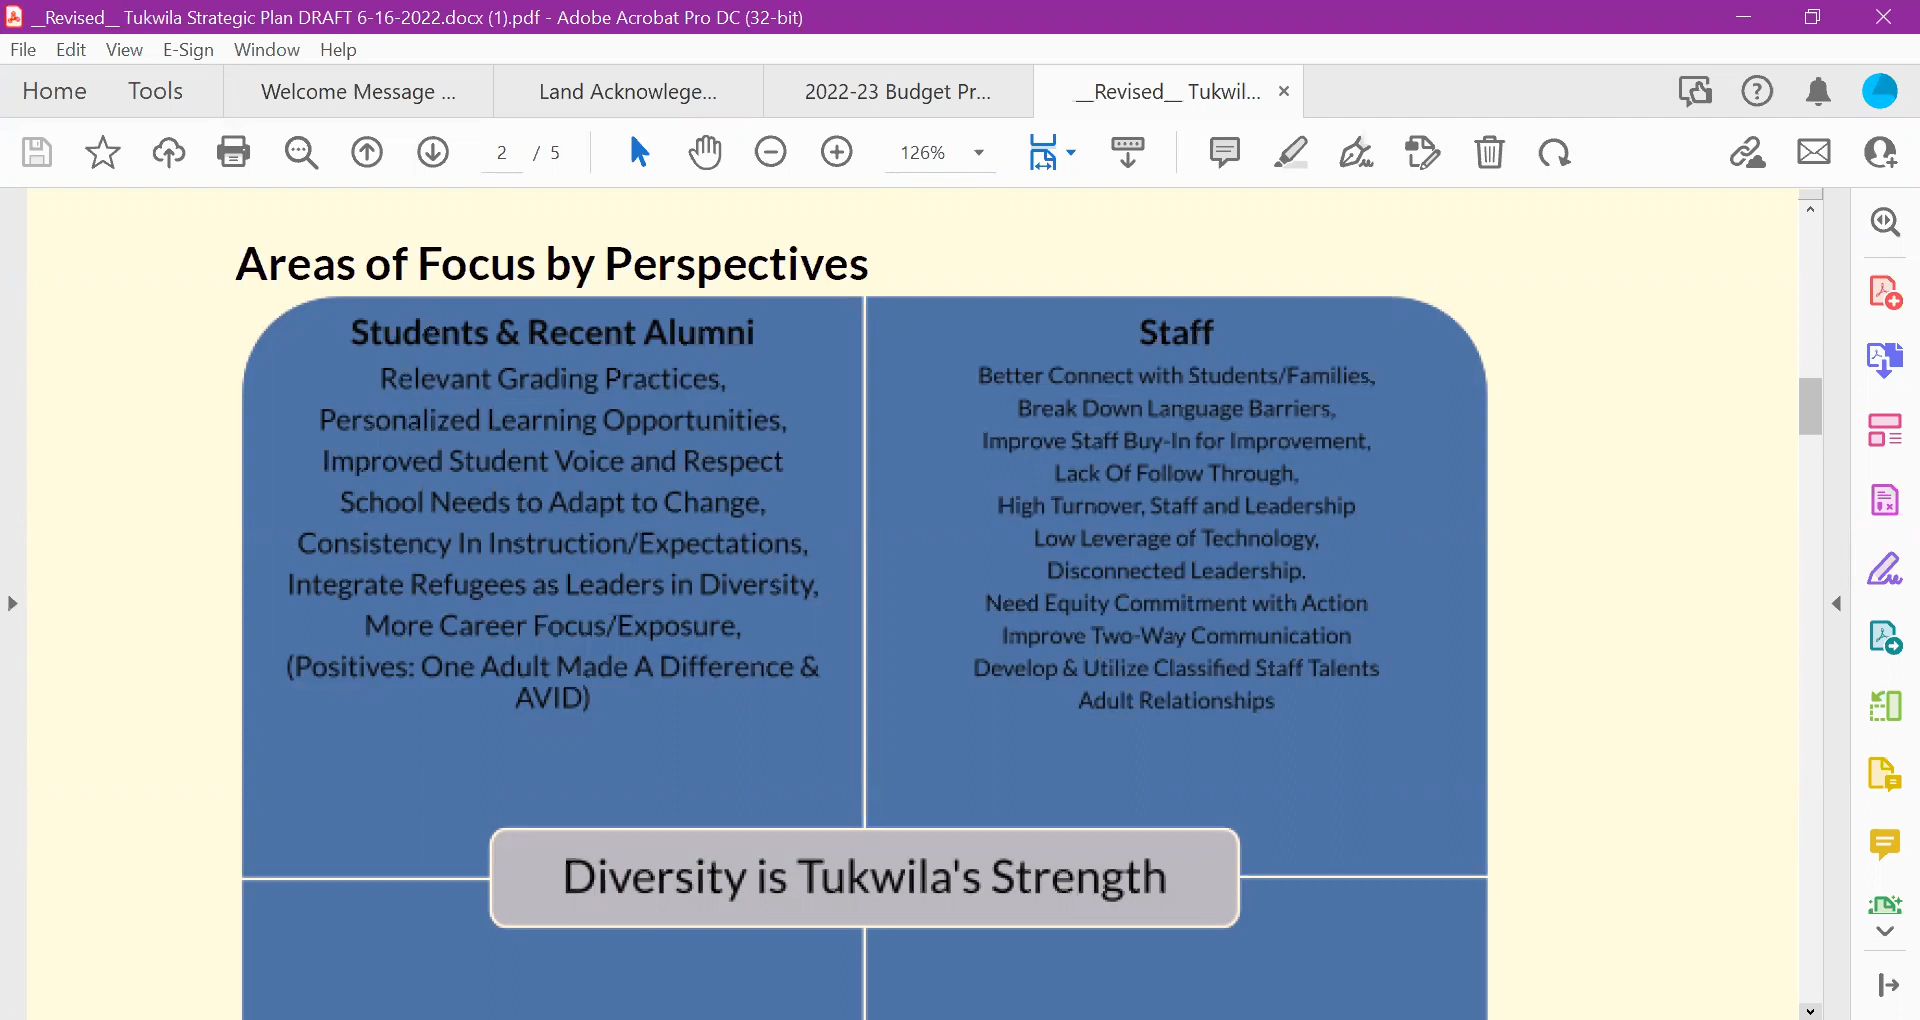 __Revised__ Tukwila Strategic Plan DRAFT 6-16-2022.docx (1).pdf - Adobe Acrobat Pro DC (32-bit)
File Edit View E-Sign Window Help
Home Tools Welcome Message ... Land Acknowlege... 2022-23 Budget Pr... __Revised__ Tukwil... ×
2 / 5 126%
Areas of Focus by Perspectives
Students & Recent Alumni
Relevant Grading Practices,
Personalized Learning Opportunities,
Improved Student Voice and Respect
School Needs to Adapt to Change,
Consistency In Instruction/Expectations,
Integrate Refugees as Leaders in Diversity,
More Career Focus/Exposure,
(Positives: One Adult Made A Difference &
AVID)
Staff
Better Connect with Students/Families,
Break Down Language Barriers,
Improve Staff Buy-In for Improvement,
Lack Of Follow Through,
High Turnover, Staff and Leadership
Low Leverage of Technology,
Disconnected Leadership.
Need Equity Commitment with Action
Improve Two-Way Communication
Develop & Utilize Classified Staff Talents
Adult Relationships
Diversity is Tukwila's Strength